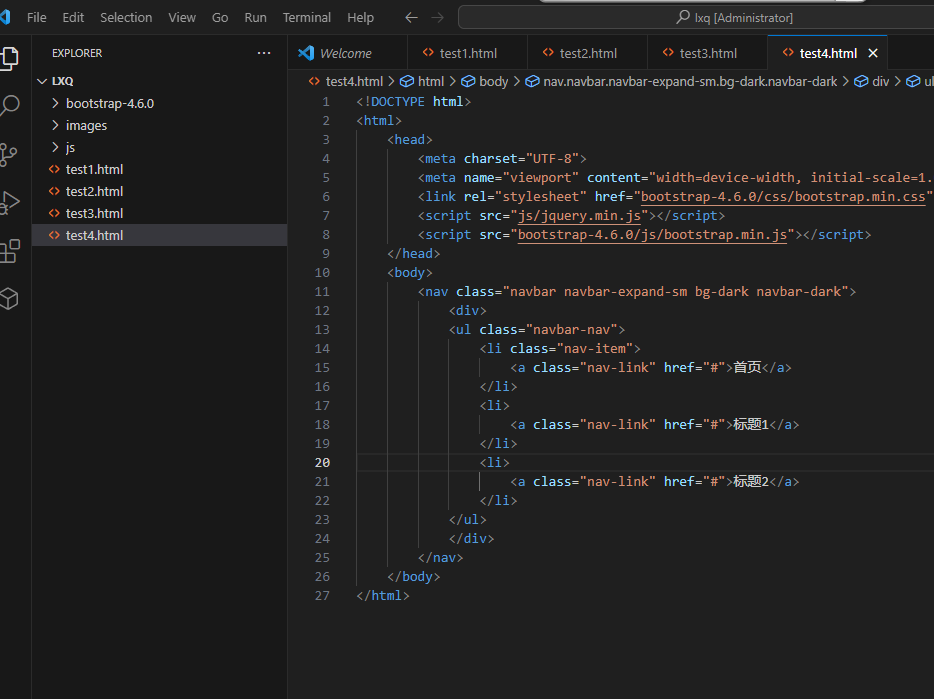 File Edit Selection View Go Run Terminal Help lxq [Administrator]
EXPLORER ...
LXQ
bootstrap-4.6.0
images
js
test1.html
test2.html
test3.html
test4.html
Welcome test1.html test2.html test3.html test4.html
test4.html > html > body > nav.navbar.navbar-expand-sm.bg-dark.navbar-dark > div > ul
1 <!DOCTYPE html>
2 <html>
3 <head>
4 <meta charset="UTF-8">
5 <meta name="viewport" content="width=device-width, initial-scale=1.
6 <link rel="stylesheet" href="bootstrap-4.6.0/css/bootstrap.min.css"
7 <script src="js/jquery.min.js"></script>
8 <script src="bootstrap-4.6.0/js/bootstrap.min.js"></script>
9 </head>
10 <body>
11 <nav class="navbar navbar-expand-sm bg-dark navbar-dark">
12 <div>
13 <ul class="navbar-nav">
14 <li class="nav-item">
15 <a class="nav-link" href="#">首页</a>
16 </li>
17 <li>
18 <a class="nav-link" href="#">标题1</a>
19 </li>
20 <li>
21 <a class="nav-link" href="#">标题2</a>
22 </li>
23 </ul>
24 </div>
25 </nav>
26 </body>
27 </html>